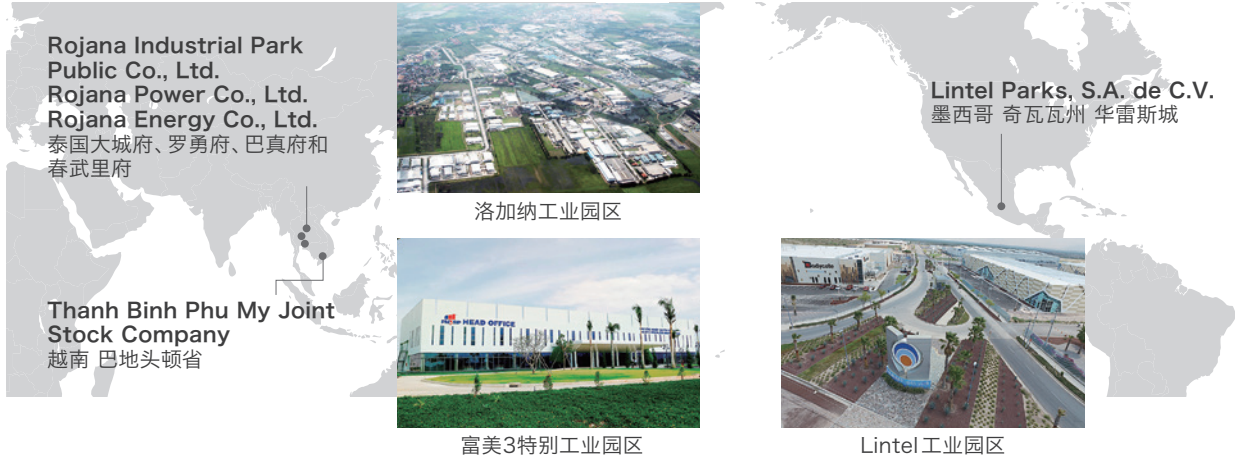 Rojana Industrial Park
Public Co., Ltd.
Rojana Power Co., Ltd.
Rojana Energy Co., Ltd.
泰国大城府、罗勇府、巴真府和
春武里府
洛加纳工业园区
Lintel Parks, S.A. de C.V.
墨西哥 奇瓦瓦州 华雷斯城
Thanh Binh Phu My Joint
Stock Company
越南 巴地头顿省
HEAD OFFICE
富美3特别工业园区
Lintel工业园区